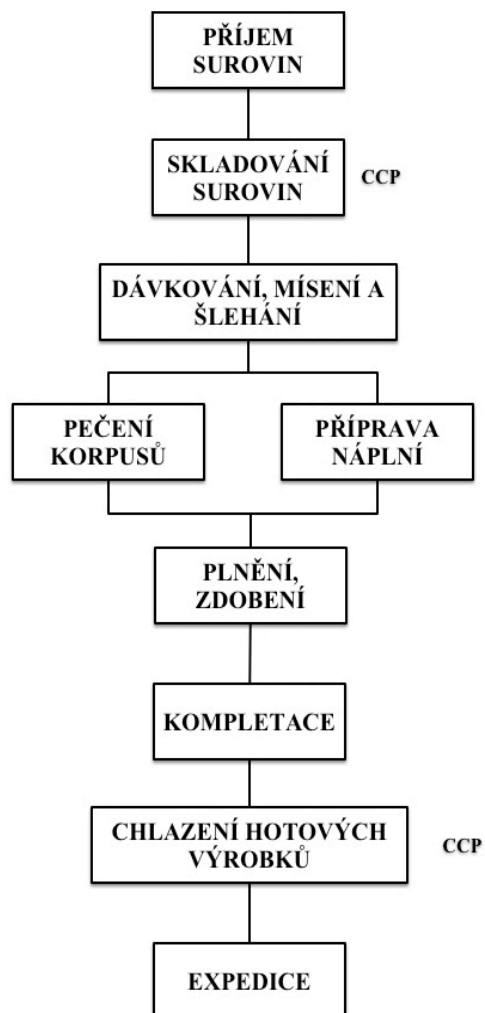 PŘÍJEM
SUROVIN
SKLADOVÁNÍ
SUROVIN
CCP
DÁVKOVÁNÍ, MÍSENÍ A
ŠLEHÁNÍ
PEČENÍ
KORPUSŮ
PŘÍPRAVA
NÁPLNÍ
PLNĚNÍ,
ZDOBENÍ
KOMPLETACE
CHLAZENÍ HOTOVÝCH
VÝROBKŮ
CCP
EXPEDICE